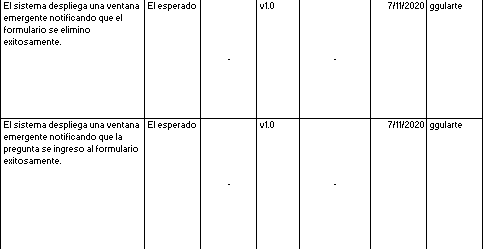 El sistema despliega una ventana
emergente notificando que el
formulario se elimino
exitosamente.
El esperado
-
v1.0
-
7/11/2020
ggularte
El sistema despliega una ventana
emergente notificando que la
pregunta se ingreso al formulario
exitosamente.
El esperado
-
v1.0
-
7/11/2020
ggularte